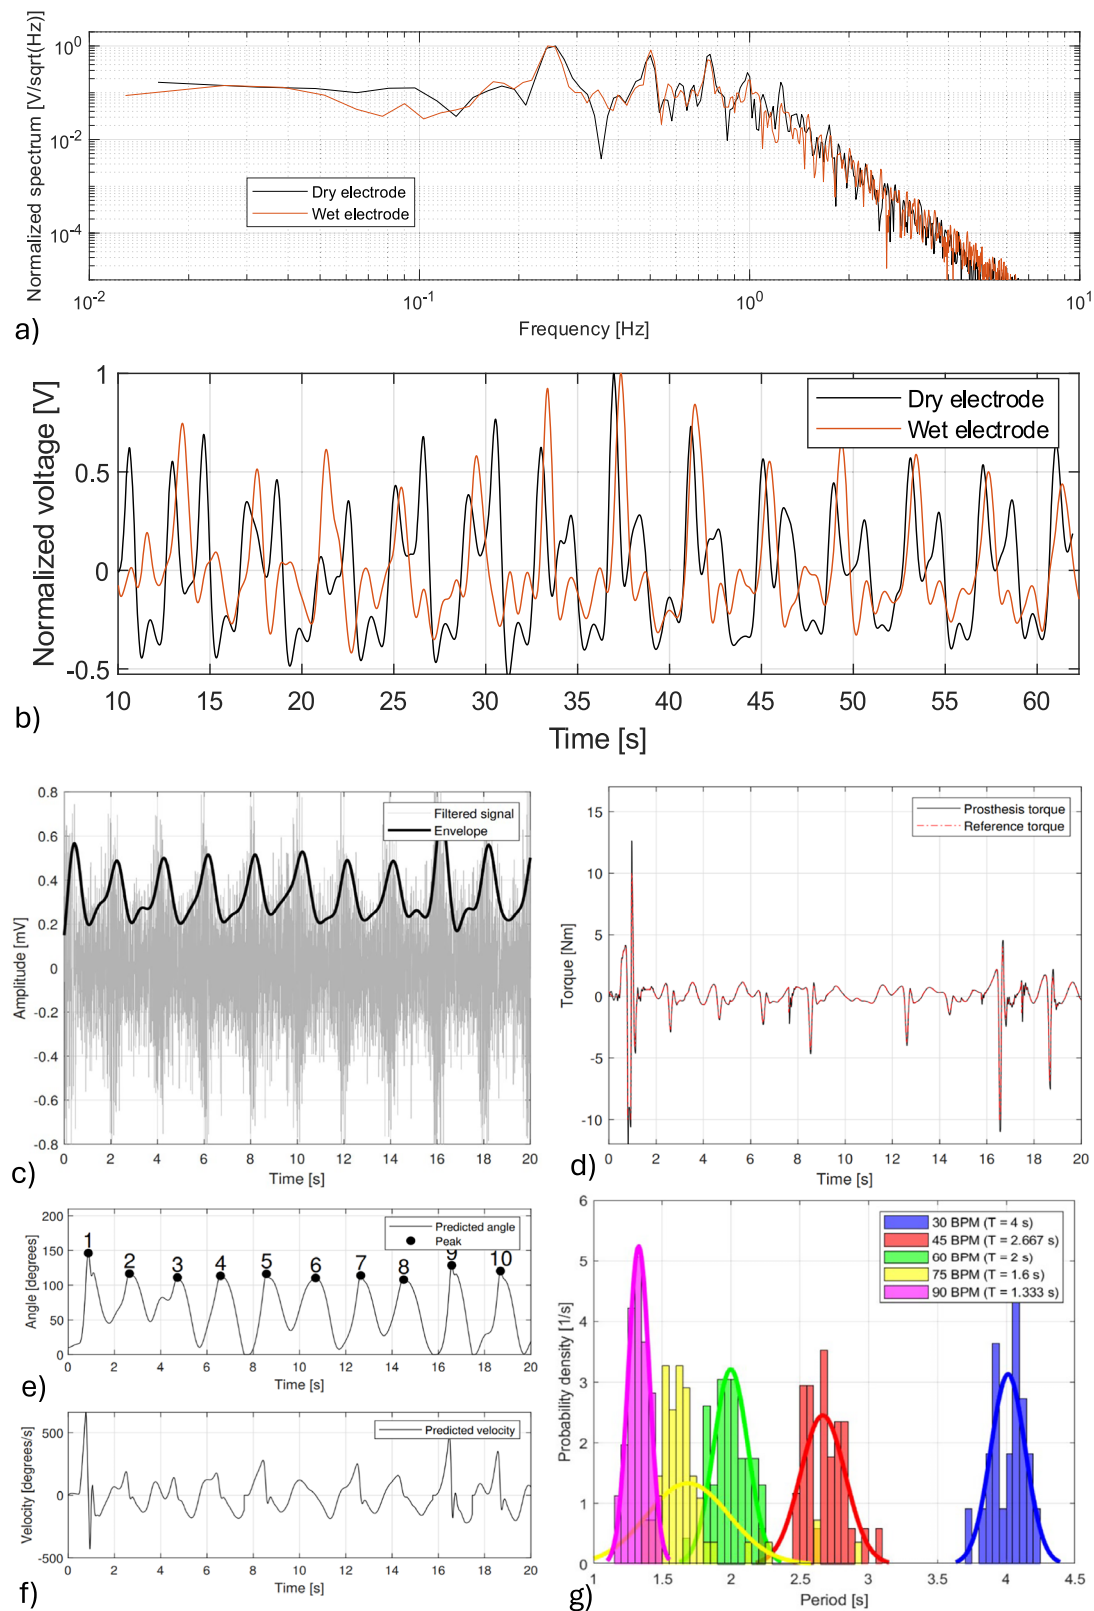 Normalized spectrum [V/sqrt(Hz)]
10^0
10^-2
10^-4
Dry electrode
Wet electrode
10^-2 10^-1 10^0 10^1
Frequency [Hz]
a)
Normalized voltage [V]
1
0.5
0
-0.5
Dry electrode
Wet electrode
10 15 20 25 30 35 40 45 50 55 60
Time [s]
b)
Amplitude [mV]
0.8
0.6
0.4
0.2
0
-0.2
-0.4
-0.6
-0.8
Filtered signal
Envelope
0 2 4 6 8 10 12 14 16 18 20
Time [s]
c)
Torque [Nm]
15
10
5
0
-5
-10
Prosthesis torque
Reference torque
0 2 4 6 8 10 12 14 16 18 20
Time [s]
d)
Angle [degrees]
200
150
100
50
0
1 2 3 4 5 6 7 8 9 10
Predicted angle
Peak
0 2 4 6 8 10 12 14 16 18 20
Time [s]
e)
Velocity [degrees/s]
500
0
-500
Predicted velocity
0 2 4 6 8 10 12 14 16 18 20
Time [s]
f)
Probability density [1/s]
6
5
4
3
2
1
0
30 BPM (T = 4 s)
45 BPM (T = 2.667 s)
60 BPM (T = 2 s)
75 BPM (T = 1.6 s)
90 BPM (T = 1.333 s)
1 1.5 2 2.5 3 3.5 4 4.5
Period [s]
g)